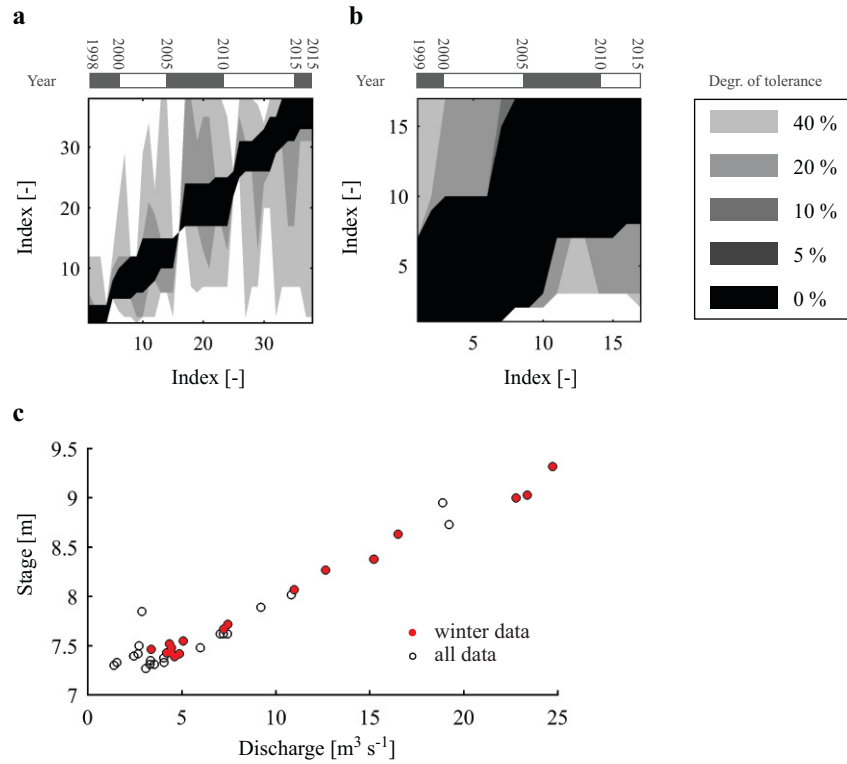 a
1998 2000 2005 2010 2015 2015
Year
30
20
10
Index [-]
10 20 30
Index [-]
b
1999 2000 2005 2010 2015
Year
15
10
5
Index [-]
5 10 15
Index [-]
Degr. of tolerance
40 %
20 %
10 %
5 %
0 %
c
9.5
9
8.5
8
7.5
7
Stage [m]
winter data
all data
0 5 10 15 20 25
Discharge [m³ s⁻¹]